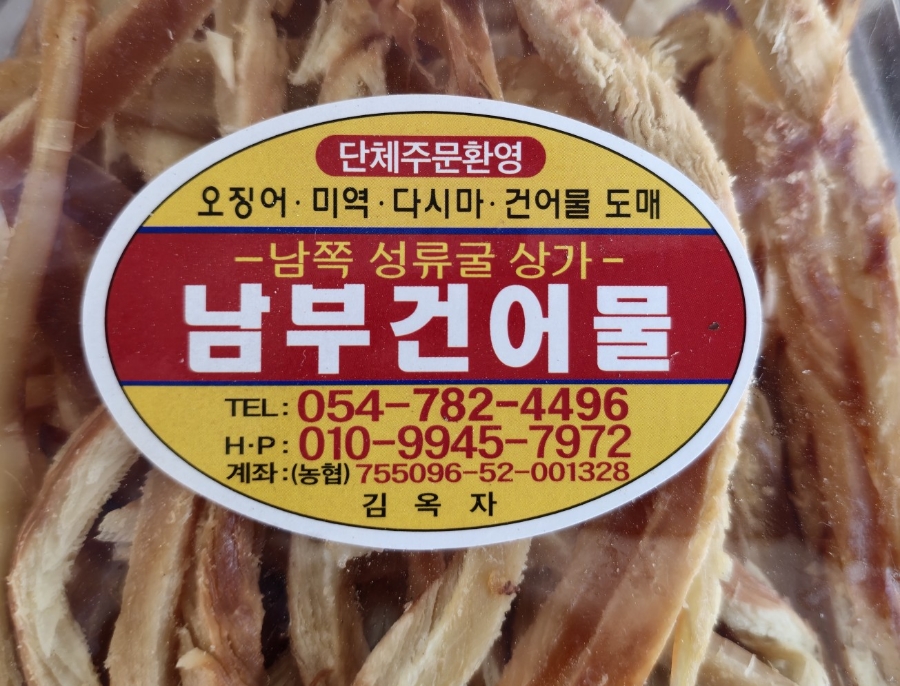 단체주문환영
오징어·미역·다시마·건어물 도매
-남쪽 성류굴 상가-
남부건어물
TEL: 054-782-4496
H·P: 010-9945-7972
계좌:(농협) 755096-52-001328
김 옥 자